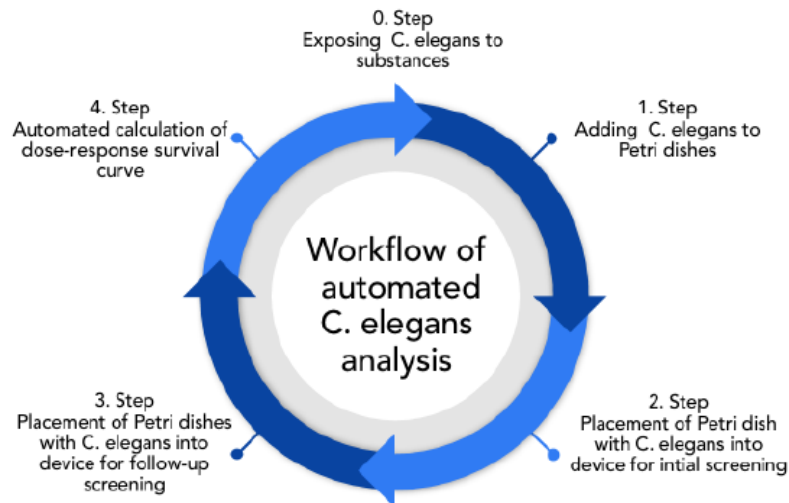 0. Step
Exposing C. elegans to
substances
1. Step
Adding C. elegans to
Petri dishes
2. Step
Placement of Petri dish
with C. elegans into
device for intial screening
3. Step
Placement of Petri dishes
with C. elegans into
device for follow-up
screening
4. Step
Automated calculation of
dose-response survival
curve
Workflow of
automated
C. elegans
analysis